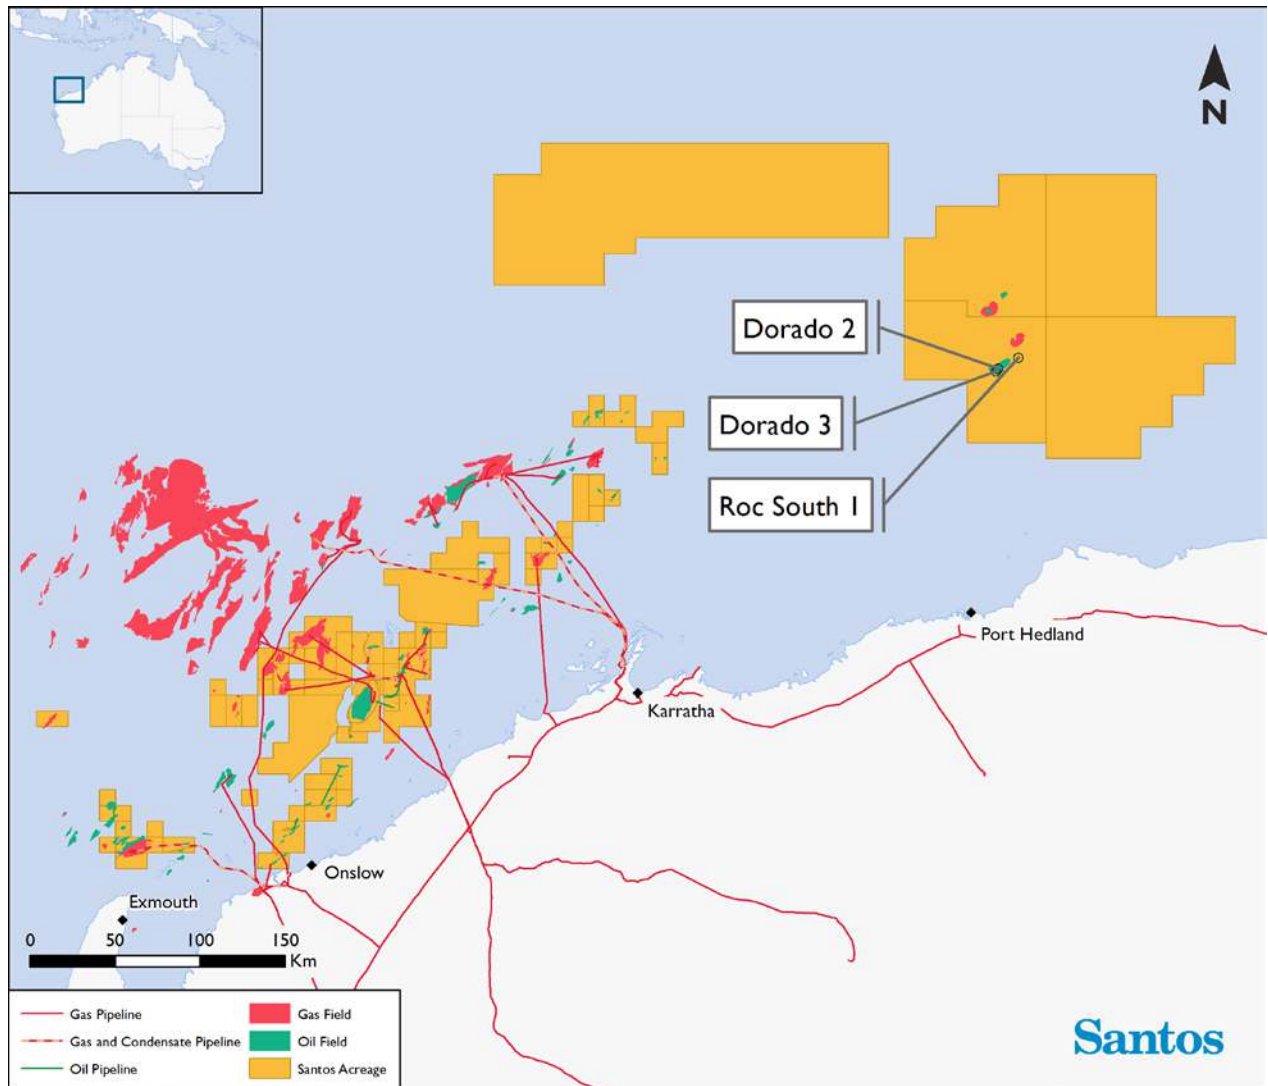 N
Dorado 2
Dorado 3
Roc South 1
Port Hedland
Karratha
Onslow
Exmouth
0 50 100 150
Km
Gas Pipeline
Gas and Condensate Pipeline
Oil Pipeline
Gas Field
Oil Field
Santos Acreage
Santos